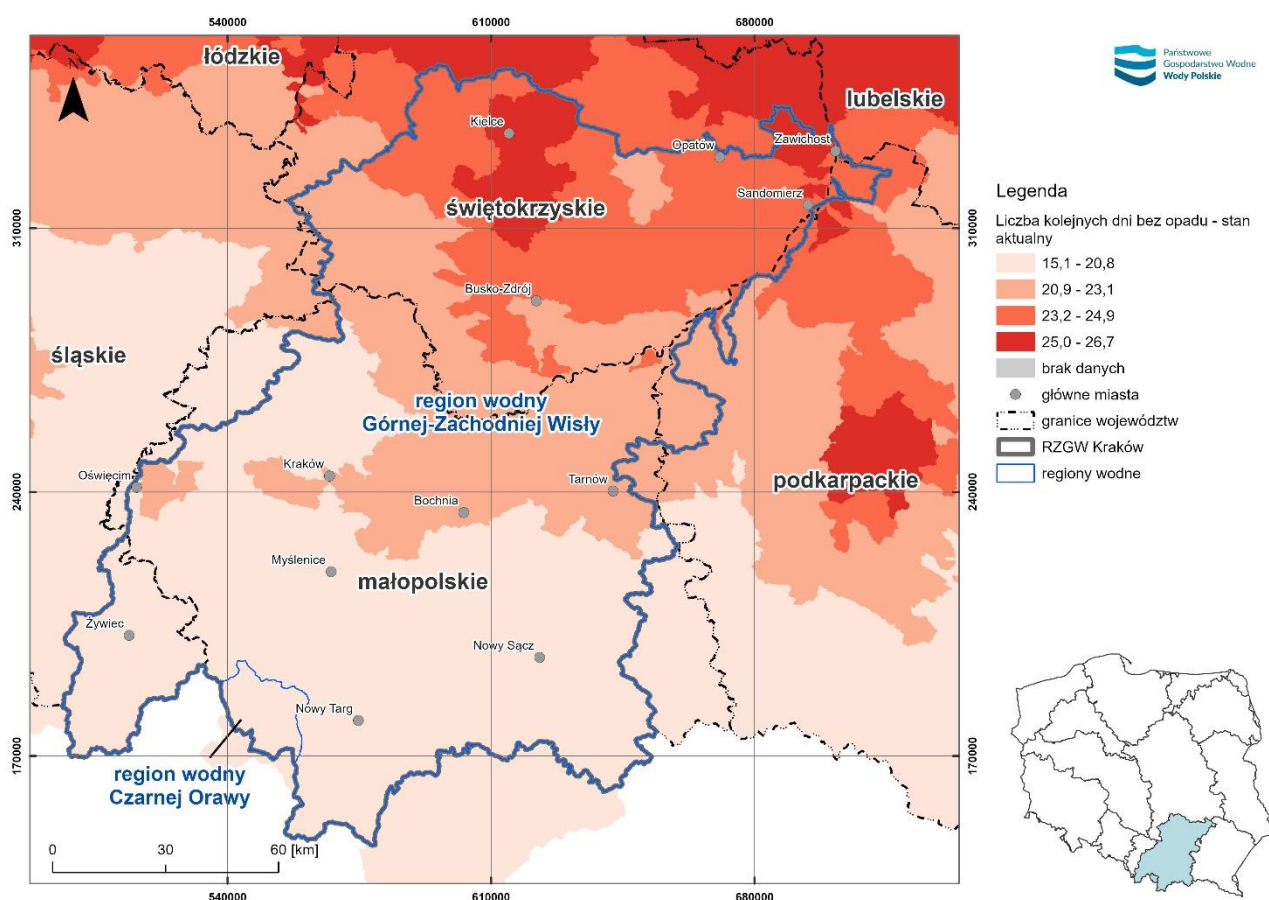 540000
610000
680000
łódzkie
N
lubelskie
Kielce
Opatów
Zawichost
Sandomierz
świętokrzyskie
310000
310000
Busko-Zdrój
śląskie
region wodny
Górnej-Zachodniej Wisły
Kraków
Oświęcim
Tarnów
podkarpackie
240000
240000
Bochnia
Myślenice
małopolskie
Żywiec
Nowy Sącz
Nowy Targ
170000
170000
region wodny
Czarnej Orawy
0
30
60 [km]
540000
610000
680000
Państwowe
Gospodarstwo Wodne
Wody Polskie
Legenda
Liczba kolejnych dni bez opadu - stan
aktualny
15,1 - 20,8
20,9 - 23,1
23,2 - 24,9
25,0 - 26,7
brak danych
główne miasta
granice województw
RZGW Kraków
regiony wodne